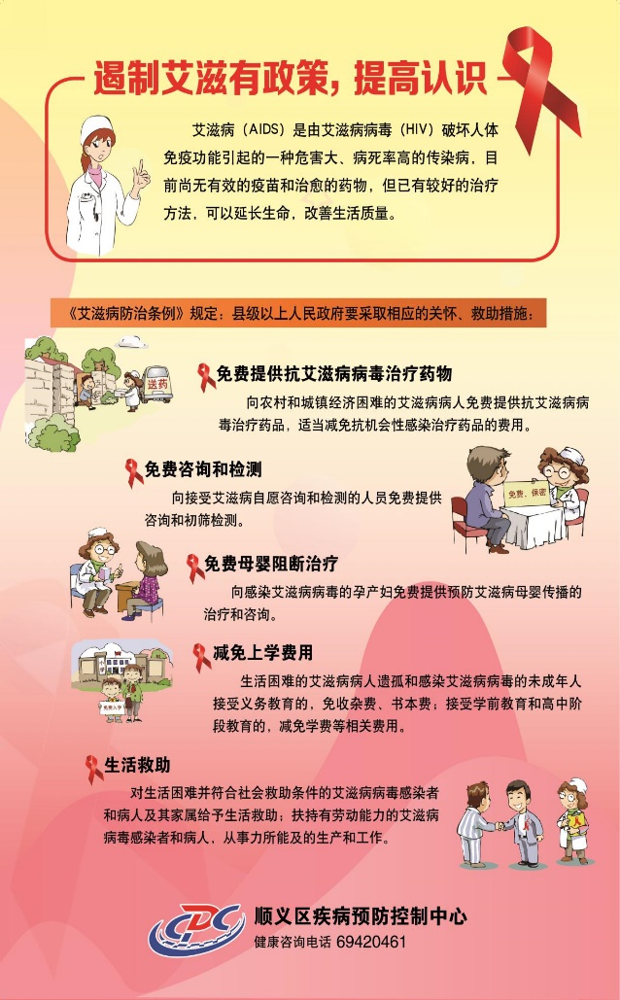 遏制艾滋有政策，提高认识
艾滋病（AIDS）是由艾滋病病毒（HIV）破坏人体
免疫功能引起的一种危害大、病死率高的传染病，目
前尚无有效的疫苗和治愈的药物，但已有较好的治疗
方法，可以延长生命，改善生活质量。
《艾滋病防治条例》规定：县级以上人民政府要采取相应的关怀、救助措施：
送药
免费提供抗艾滋病病毒治疗药物
向农村和城镇经济困难的艾滋病病人免费提供抗艾滋病病
毒治疗药品，适当减免抗机会性感染治疗药品的费用。
免费咨询和检测
向接受艾滋病自愿咨询和检测的人员免费提供
咨询和初筛检测。
免费、保密
免费母婴阻断治疗
向感染艾滋病病毒的孕产妇免费提供预防艾滋病母婴传播的
治疗和咨询。
减免上学费用
生活困难的艾滋病病人遗孤和感染艾滋病病毒的未成年人
接受义务教育的，免收杂费、书本费；接受学前教育和高中阶
段教育的，减免学费等相关费用。
小学
免费入学
生活救助
对生活困难并符合社会救助条件的艾滋病病毒感染者
和病人及其家属给予生活救助；扶持有劳动能力的艾滋病
病毒感染者和病人，从事力所能及的生产和工作。
CDC
顺义区疾病预防控制中心
健康咨询电话 69420461